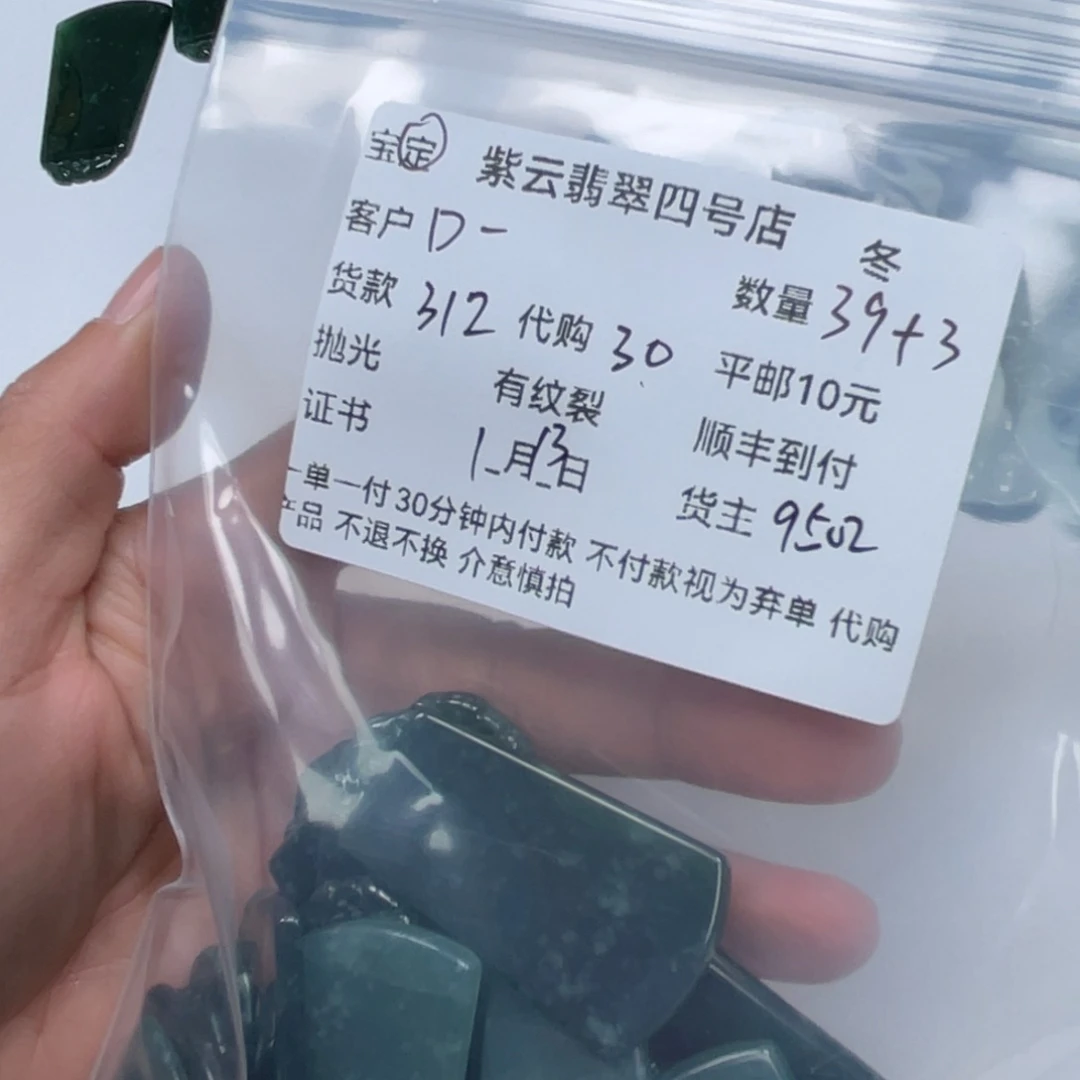 宝定 紫云翡翠四号店 冬
客户 D一 数量 39+3
货款 312 代购 30 平邮10元
抛光 有纹裂 顺丰到付
证书 1月13日 货主 9502
一单一付30分钟内付款 不付款视为弃单 代购
产品 不退不换 介意慎拍